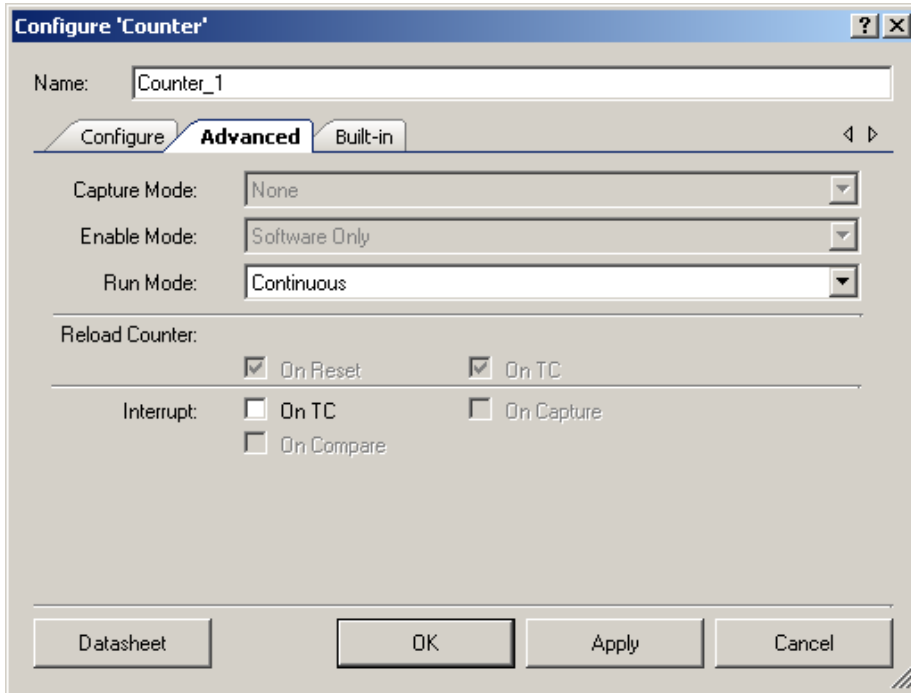 Configure 'Counter'
Name: Counter_1
Configure Advanced Built-in
Capture Mode: None
Enable Mode: Software Only
Run Mode: Continuous
Reload Counter:
On Reset On TC
Interrupt: On TC On Capture
On Compare
Datasheet OK Apply Cancel